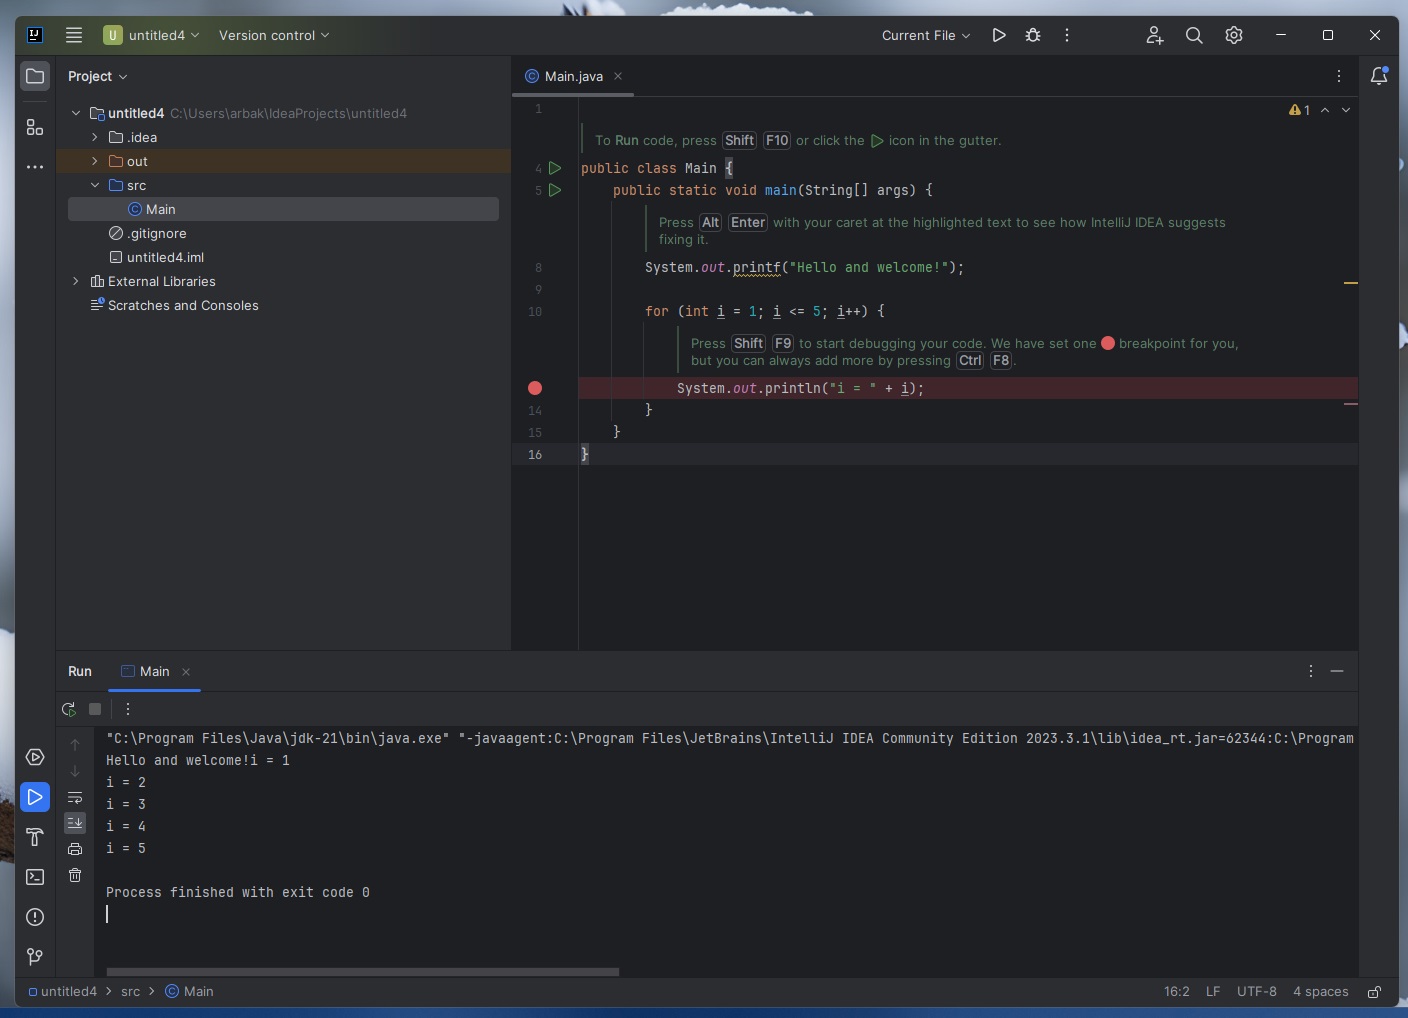 IJ
U untitled4 Version control Current File
Project
Main.java
untitled4 C:\Users\arbak\IdeaProjects\untitled4
.idea
out
src
Main
.gitignore
untitled4.iml
External Libraries
Scratches and Consoles
1
1
To Run code, press Shift F10 or click the icon in the gutter.
4 public class Main {
5 public static void main(String[] args) {
Press Alt Enter with your caret at the highlighted text to see how IntelliJ IDEA suggests
fixing it.
8 System.out.printf("Hello and welcome!");
9
10 for (int i = 1; i <= 5; i++) {
Press Shift F9 to start debugging your code. We have set one breakpoint for you,
but you can always add more by pressing Ctrl F8.
System.out.println("i = " + i);
14 }
15 }
16 }
Run Main
"C:\Program Files\Java\jdk-21\bin\java.exe" "-javaagent:C:\Program Files\JetBrains\IntelliJ IDEA Community Edition 2023.3.1\lib\idea_rt.jar=62344:C:\Program
Hello and welcome!i = 1
i = 2
i = 3
i = 4
i = 5
Process finished with exit code 0
untitled4 > src > Main 16:2 LF UTF-8 4 spaces